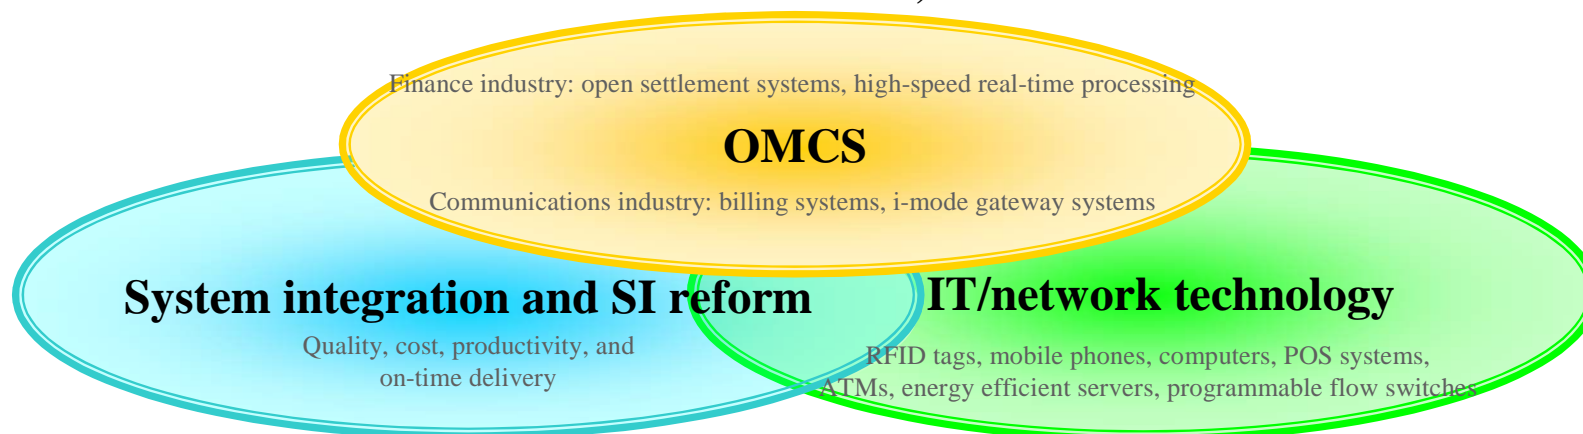 Finance industry: open settlement systems, high-speed real-time processing
OMCS
Communications industry: billing systems, i-mode gateway systems
System integration and SI reform
Quality, cost, productivity, and
on-time delivery
IT/network technology
RFID tags, mobile phones, computers, POS systems,
ATMs, energy efficient servers, programmable flow switches